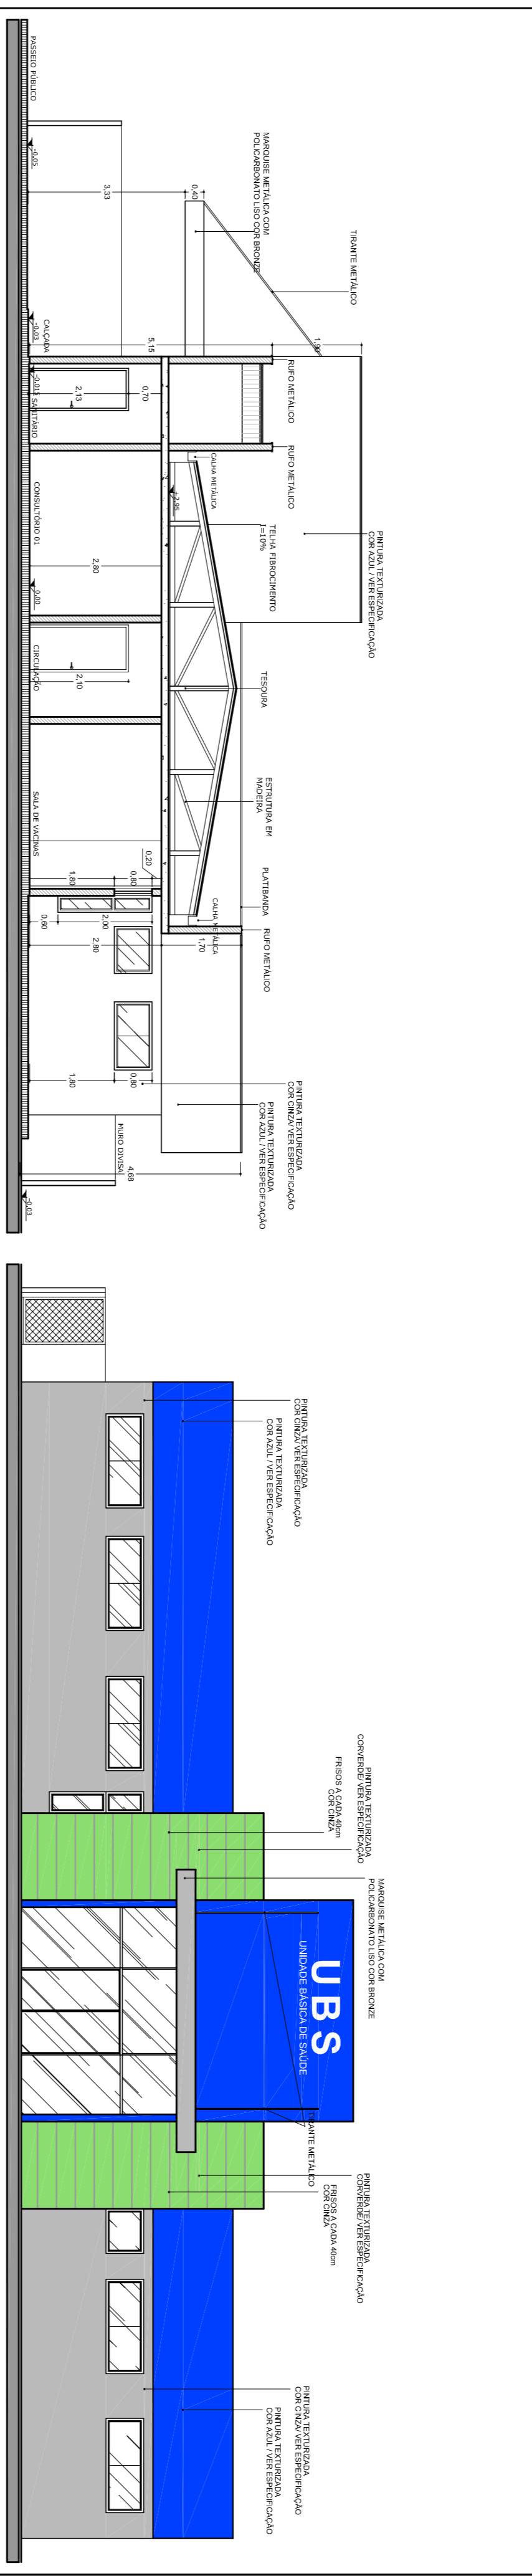 TIRANTE METÁLICO
MARQUISE METÁLICA COM
POLICARBONATO LISO COR BRONZE
PINTURA TEXTURIZADA
COR AZUL / VER ESPECIFICAÇÃO
RUFO METÁLICO
RUFO METÁLICO
CALHA METÁLICA
TELHA FIBROCIMENTO
I=10%
TESOURA
ESTRUTURA EM
MADEIRA
PLATIBANDA
RUFO METÁLICO
CALHA METÁLICA
PINTURA TEXTURIZADA
COR CINZA/ VER ESPECIFICAÇÃO
PINTURA TEXTURIZADA
COR AZUL / VER ESPECIFICAÇÃO
0,40
3,33
5,15
+2,95
0,70
2,13
2,80
2,10
0,20
0,80
1,80
2,00
0,60
1,70
2,80
0,80
1,80
4,68
PASSEIO PÚBLICO
-0,05
CALÇADA
-0,03
-0,015
SANITÁRIO
CONSULTÓRIO 01
0,00
CIRCULAÇÃO
SALA DE VACINAS
MURO DIVISA
-0,03
PINTURA TEXTURIZADA
COR CINZA/ VER ESPECIFICAÇÃO
PINTURA TEXTURIZADA
COR AZUL / VER ESPECIFICAÇÃO
PINTURA TEXTURIZADA
CORVERDE/ VER ESPECIFICAÇÃO
FRISOS A CADA 40cm
COR CINZA
MARQUISE METÁLICA COM
POLICARBONATO LISO COR BRONZE
UBS
UNIDADE BÁSICA DE SAÚDE
TIRANTE METÁLICO
PINTURA TEXTURIZADA
CORVERDE/ VER ESPECIFICAÇÃO
FRISOS A CADA 40cm
COR CINZA
PINTURA TEXTURIZADA
COR CINZA/ VER ESPECIFICAÇÃO
PINTURA TEXTURIZADA
COR AZUL / VER ESPECIFICAÇÃO